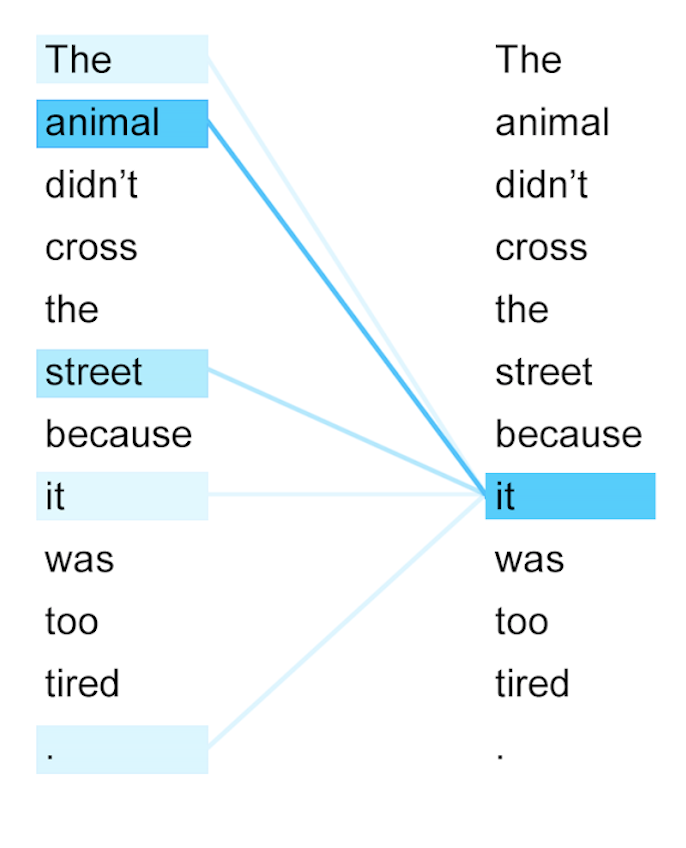 The
animal
didn’t
cross
the
street
because
it
was
too
tired
.
The
animal
didn’t
cross
the
street
because
it
was
too
tired
.